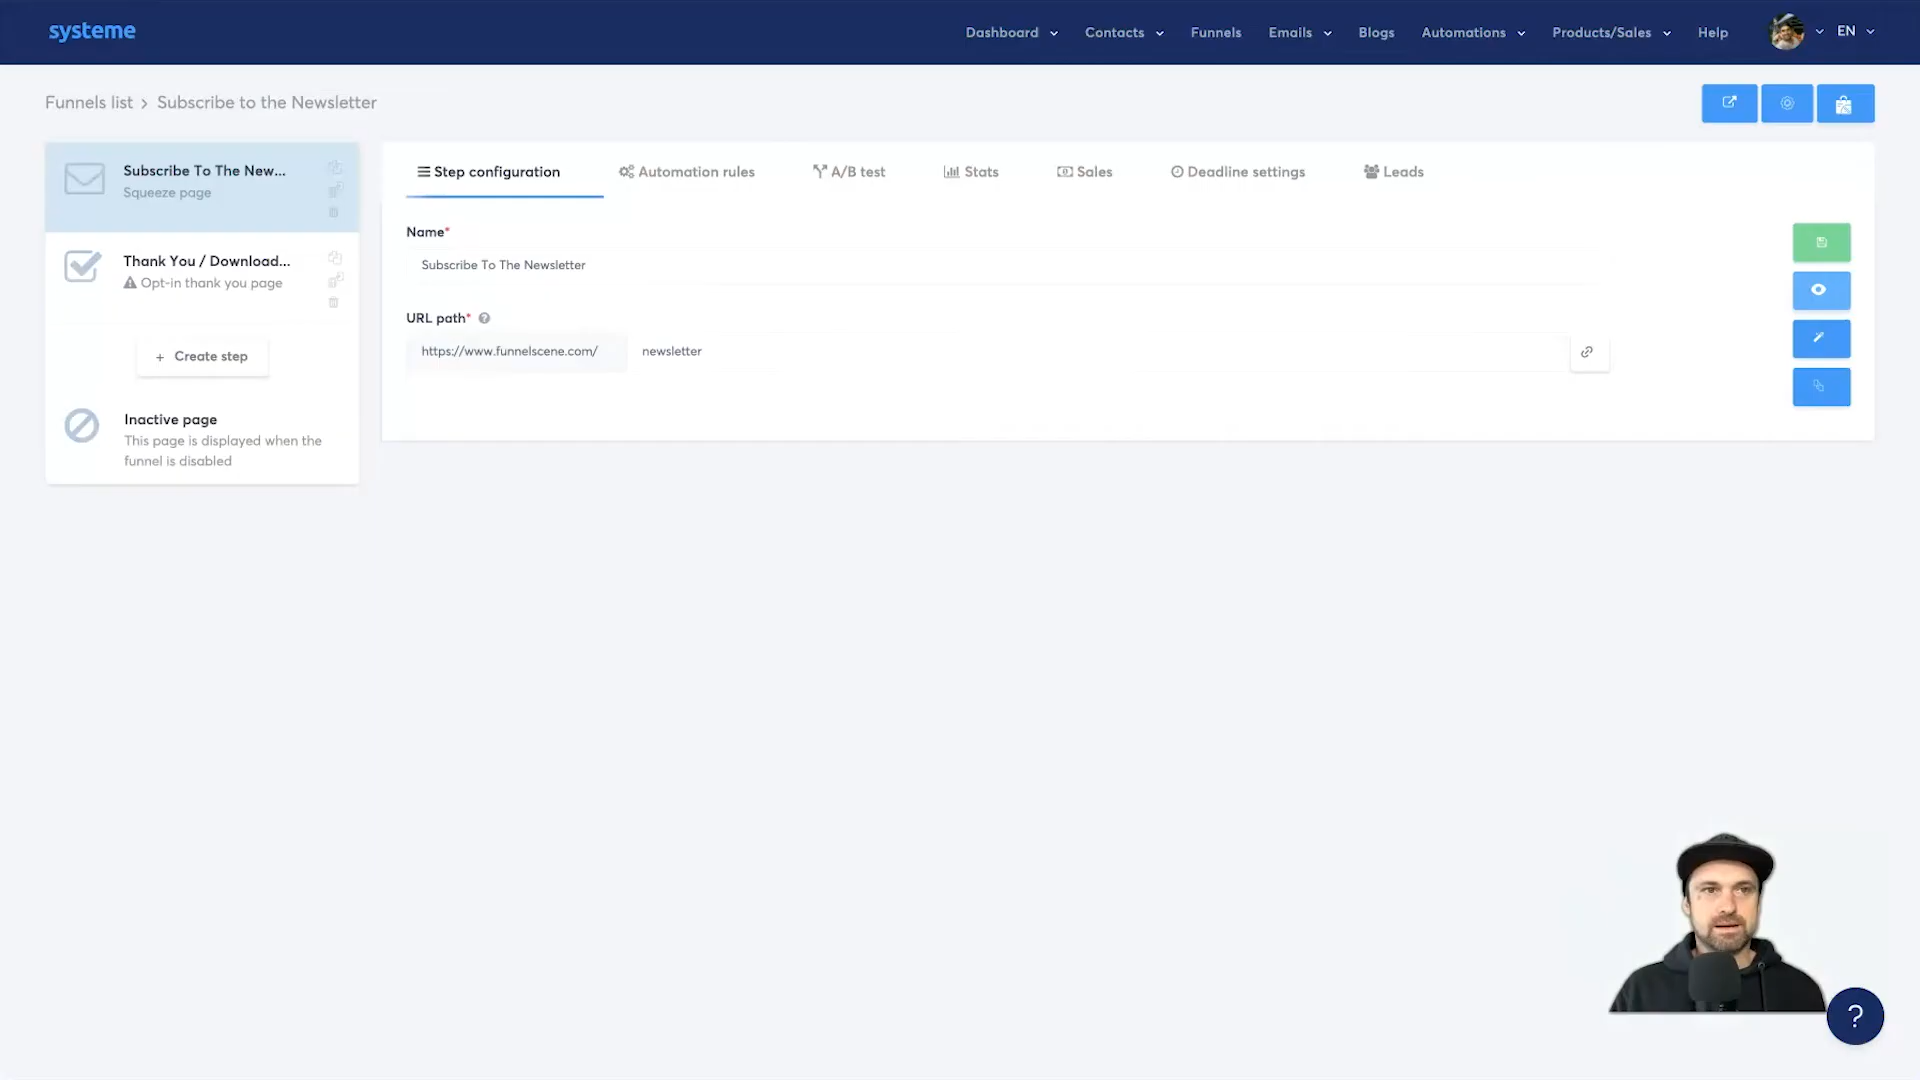 systeme
Dashboard
Contacts
Funnels
Emails
Blogs
Automations
Products/Sales
Help
EN
Funnels list > Subscribe to the Newsletter
Subscribe To The New...
Squeeze page
Thank You / Download...
Opt-in thank you page
+ Create step
Inactive page
This page is displayed when the
funnel is disabled
Step configuration
Automation rules
A/B test
Stats
Sales
Deadline settings
Leads
Name*
Subscribe To The Newsletter
URL path* ?
https://www.funnelscene.com/ newsletter
?